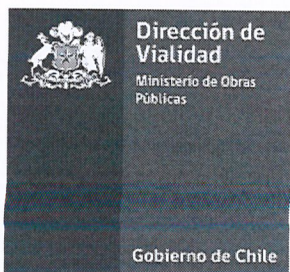 Dirección de
Vialidad
Ministerio de Obras
Públicas
Gobierno de Chile